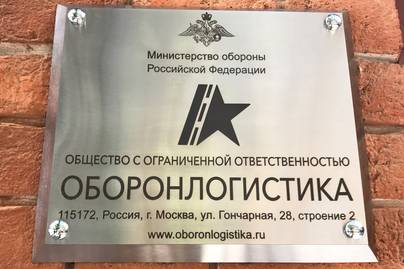 Министерство обороны
Российской Федерации
ОБЩЕСТВО С ОГРАНИЧЕННОЙ ОТВЕТСТВЕННОСТЬЮ
ОБОРОНЛОГИСТИКА
115172, Россия, г. Москва, ул. Гончарная, 28, строение 2
www.oboronlogistika.ru